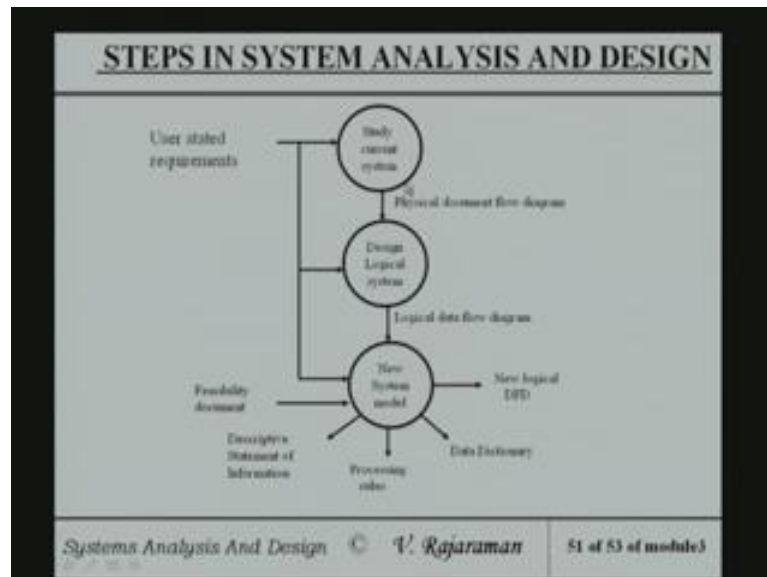 STEPS IN SYSTEM ANALYSIS AND DESIGN
User stated
requirements
Study
current
system
Physical document flow diagram
Design
Logical
system
Logical data flow diagram
New
System
model
New logical
DFD
Feasibility
document
Descriptive
Statement of
Information
Processing
rules
Data Dictionary
Systems Analysis And Design © V. Rajaraman
51 of 53 of module3